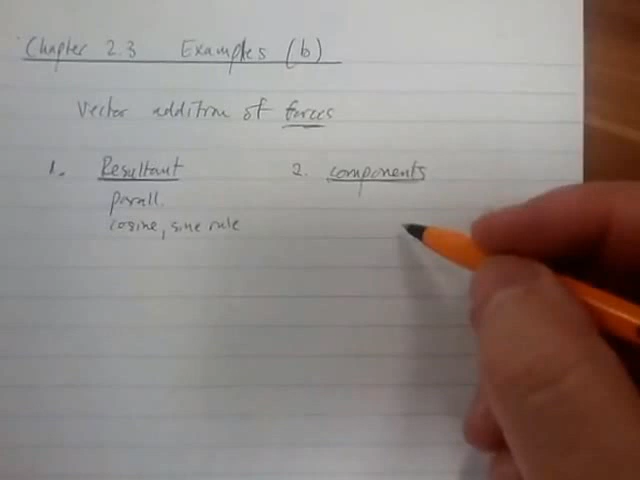 Chapter 2.3 Examples (b)
Vector addition of forces
1. Resultant 2. components
parall.
cosine, sine rule